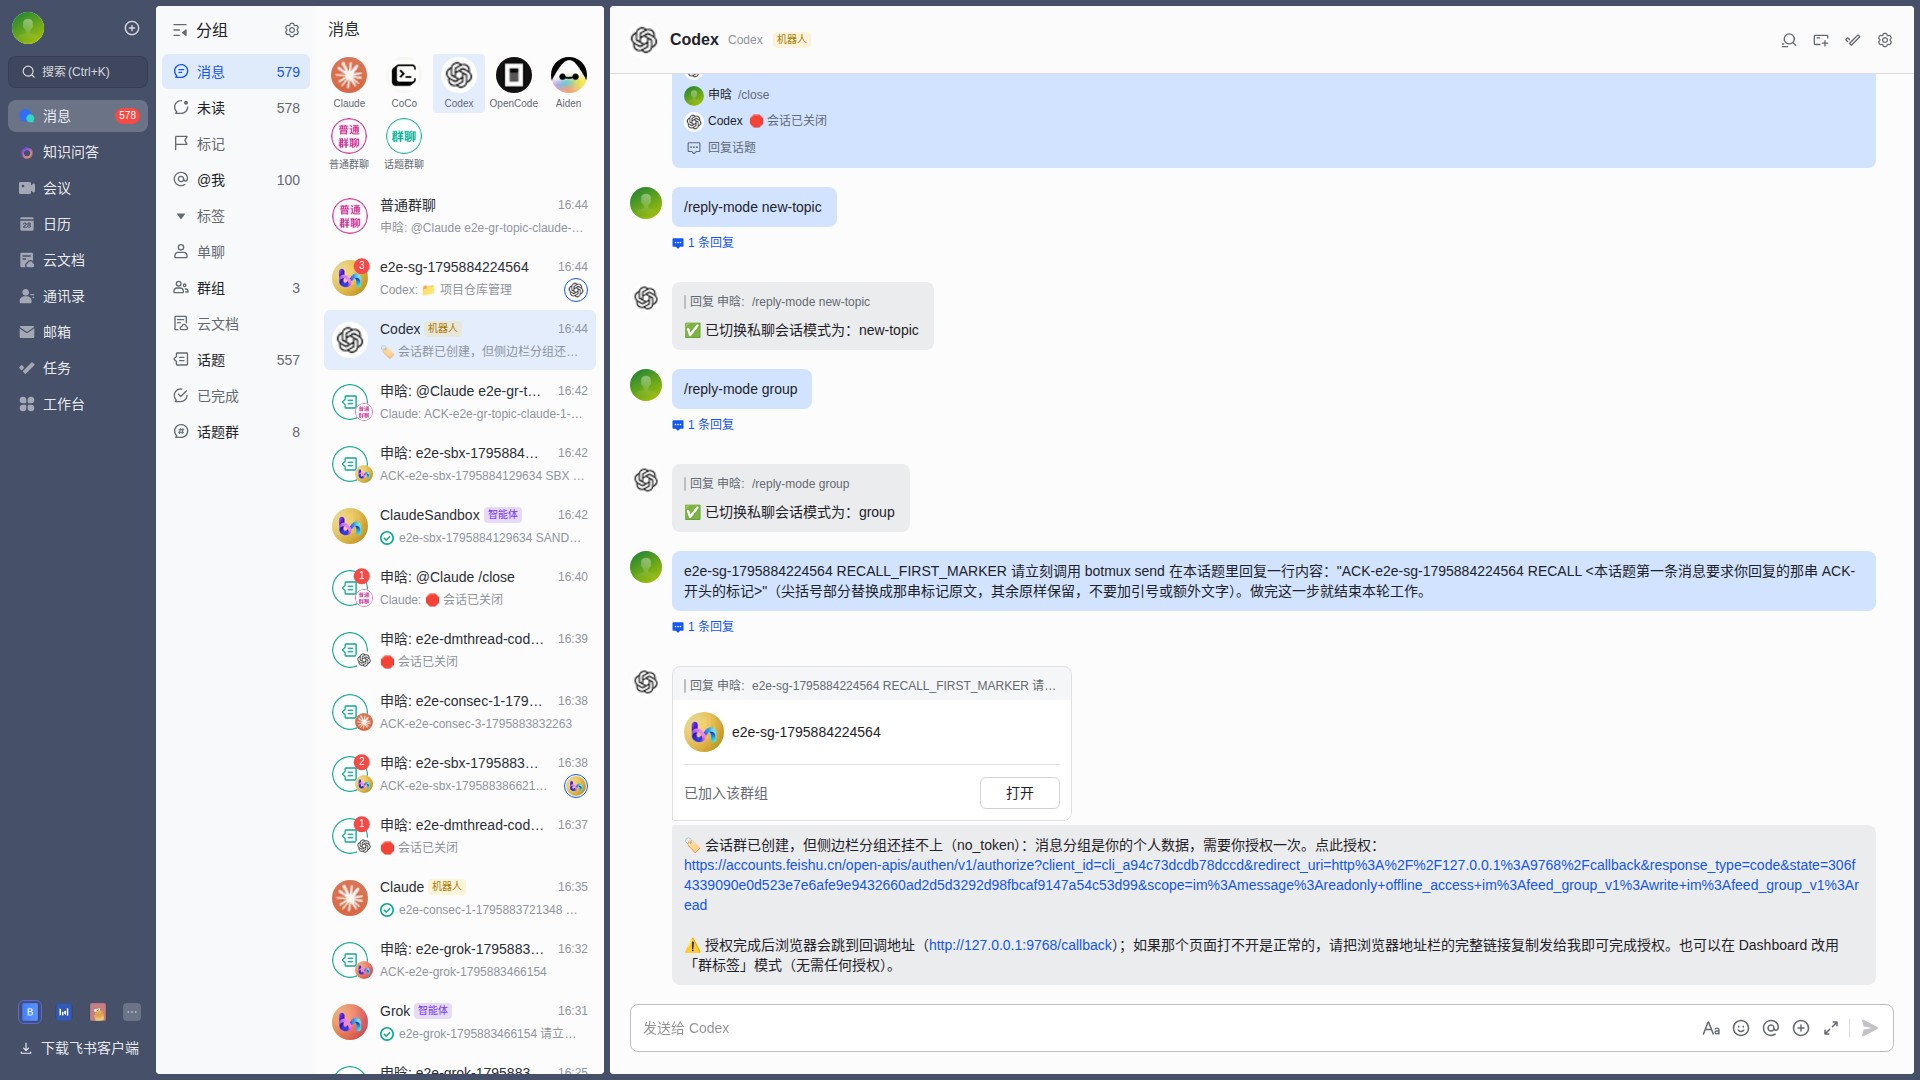 搜索 (Ctrl+K)
消息 578
知识问答
会议
日历
云文档
通讯录
邮箱
任务
工作台
下载飞书客户端
分组
消息 579
未读 578
标记
@我 100
标签
单聊
群组 3
云文档
话题 557
已完成
话题群 8
消息
Claude CoCo Codex OpenCode Aiden
普通群聊 群聊
普通群聊 话题群聊
普通群聊
普通群聊 16:44
申晗: @Claude e2e-gr-topic-claude-…
3
e2e-sg-1795884224564 16:44
Codex: 📁 项目仓库管理
Codex 机器人 16:44
🏷️ 会话群已创建，但侧边栏分组还…
申晗: @Claude e2e-gr-t… 16:42
Claude: ACK-e2e-gr-topic-claude-1-…
申晗: e2e-sbx-1795884… 16:42
ACK-e2e-sbx-1795884129634 SBX …
ClaudeSandbox 智能体 16:42
e2e-sbx-1795884129634 SAND…
1
申晗: @Claude /close 16:40
Claude: 🛑 会话已关闭
申晗: e2e-dmthread-cod… 16:39
🛑 会话已关闭
申晗: e2e-consec-1-179… 16:38
ACK-e2e-consec-3-1795883832263
2
申晗: e2e-sbx-1795883… 16:38
ACK-e2e-sbx-179588386621…
1
申晗: e2e-dmthread-cod… 16:37
🛑 会话已关闭
Claude 机器人 16:35
e2e-consec-1-1795883721348 …
申晗: e2e-grok-1795883… 16:32
ACK-e2e-grok-1795883466154
Grok 智能体 16:31
e2e-grok-1795883466154 请立…
申晗: e2e-grok-1795883… 16:25
Codex Codex 机器人
申晗 /close
Codex 🛑 会话已关闭
回复话题
/reply-mode new-topic
1 条回复
回复 申晗: /reply-mode new-topic
✅ 已切换私聊会话模式为：new-topic
/reply-mode group
1 条回复
回复 申晗: /reply-mode group
✅ 已切换私聊会话模式为：group
e2e-sg-1795884224564 RECALL_FIRST_MARKER 请立刻调用 botmux send 在本话题里回复一行内容："ACK-e2e-sg-1795884224564 RECALL <本话题第一条消息要求你回复的那串 ACK-
开头的标记>"（尖括号部分替换成那串标记原文，其余原样保留，不要加引号或额外文字）。做完这一步就结束本轮工作。
1 条回复
回复 申晗: e2e-sg-1795884224564 RECALL_FIRST_MARKER 请…
e2e-sg-1795884224564
已加入该群组 打开
🏷️ 会话群已创建，但侧边栏分组还挂不上（no_token）：消息分组是你的个人数据，需要你授权一次。点此授权：
https://accounts.feishu.cn/open-apis/authen/v1/authorize?client_id=cli_a94c73dcdb78dccd&redirect_uri=http%3A%2F%2F127.0.0.1%3A9768%2Fcallback&response_type=code&state=306f
4339090e0d523e7e6afe9e9432660ad2d5d3292d98fbcaf9147a54c53d99&scope=im%3Amessage%3Areadonly+offline_access+im%3Afeed_group_v1%3Awrite+im%3Afeed_group_v1%3Ar
ead
⚠️ 授权完成后浏览器会跳到回调地址（http://127.0.0.1:9768/callback）；如果那个页面打不开是正常的，请把浏览器地址栏的完整链接复制发给我即可完成授权。也可以在 Dashboard 改用
「群标签」模式（无需任何授权）。
发送给 Codex